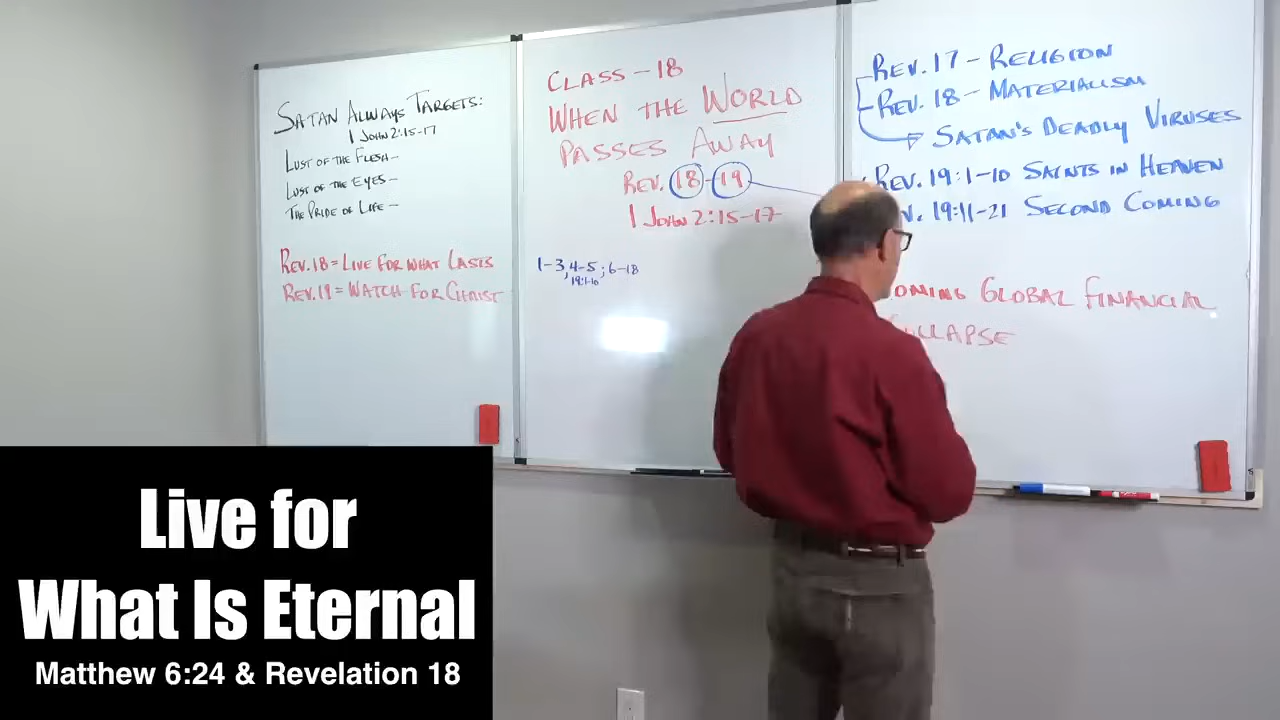 SATAN ALWAYS TARGETS:
1 JOHN 2:15-17
LUST OF THE FLESH-
LUST OF THE EYES-
THE PRIDE OF LIFE-
REV. 18 = LIVE FOR WHAT LASTS
REV. 19 = WATCH FOR CHRIST
CLASS-18
WHEN THE WORLD
PASSES AWAY
REV. 18-19
1 JOHN 2:15-17
1-3, 4-5; 6-18
19:1-10
REV. 17 - RELIGION
REV. 18 - MATERIALISM
SATAN'S DEADLY VIRUSES
REV. 19:1-10 SAINTS IN HEAVEN
V. 19:11-21 SECOND COMING
OMING GLOBAL FINANCIAL
COLLAPSE
Live for
What Is Eternal
Matthew 6:24 & Revelation 18